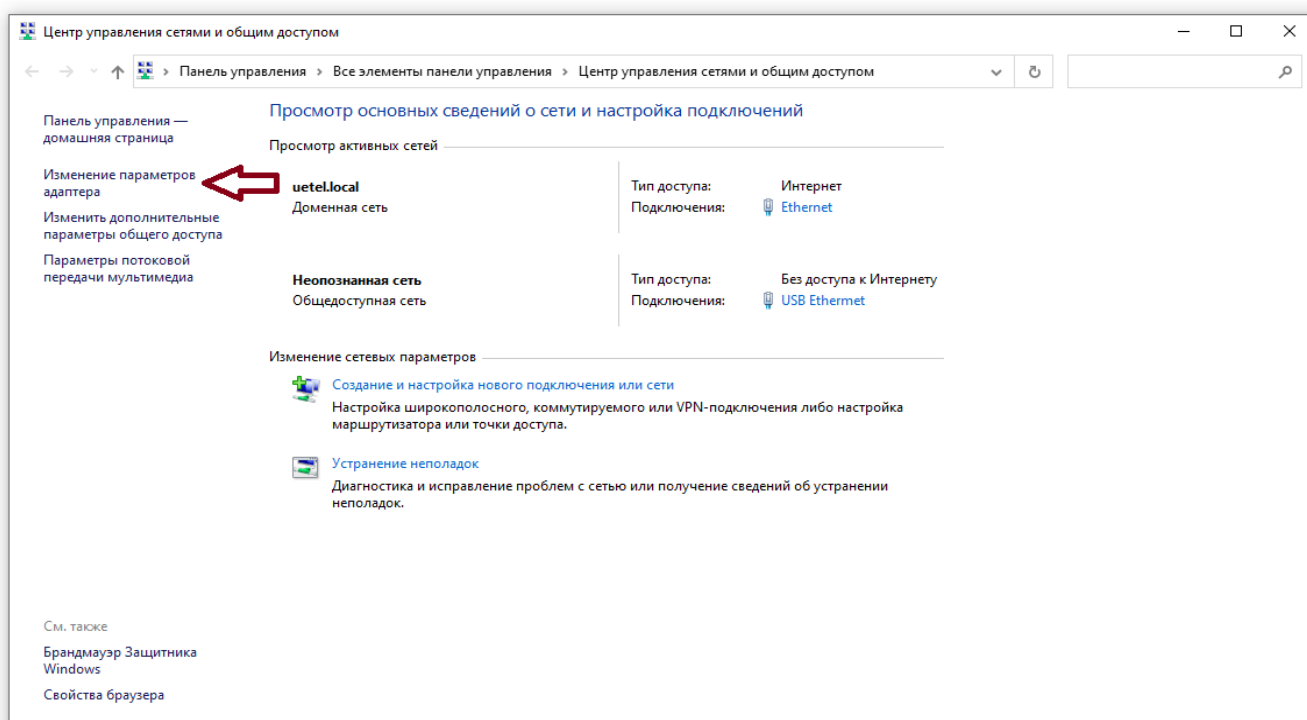 Центр управления сетями и общим доступом
Панель управления › Все элементы панели управления › Центр управления сетями и общим доступом
Панель управления —
домашняя страница
Изменение параметров
адаптера
Изменить дополнительные
параметры общего доступа
Параметры потоковой
передачи мультимедиа
Просмотр основных сведений о сети и настройка подключений
Просмотр активных сетей
uetel.local
Доменная сеть
Тип доступа: Интернет
Подключения: Ethernet
Неопознанная сеть
Общедоступная сеть
Тип доступа: Без доступа к Интернету
Подключения: USB Ethermet
Изменение сетевых параметров
Создание и настройка нового подключения или сети
Настройка широкополосного, коммутируемого или VPN-подключения либо настройка
маршрутизатора или точки доступа.
Устранение неполадок
Диагностика и исправление проблем с сетью или получение сведений об устранении
неполадок.
См. также
Брандмауэр Защитника
Windows
Свойства браузера